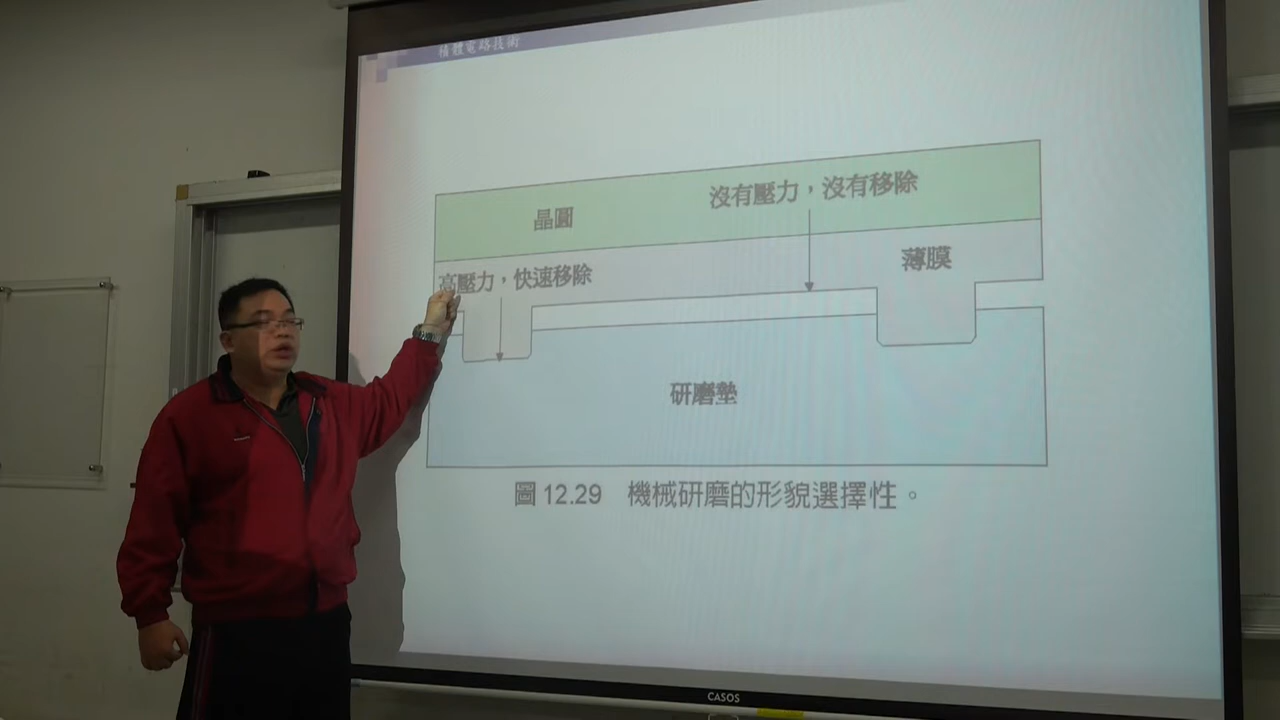 積體電路技術
沒有壓力，沒有移除
晶圓
薄膜
高壓力，快速移除
研磨墊
圖 12.29 機械研磨的形貌選擇性。
CASOS